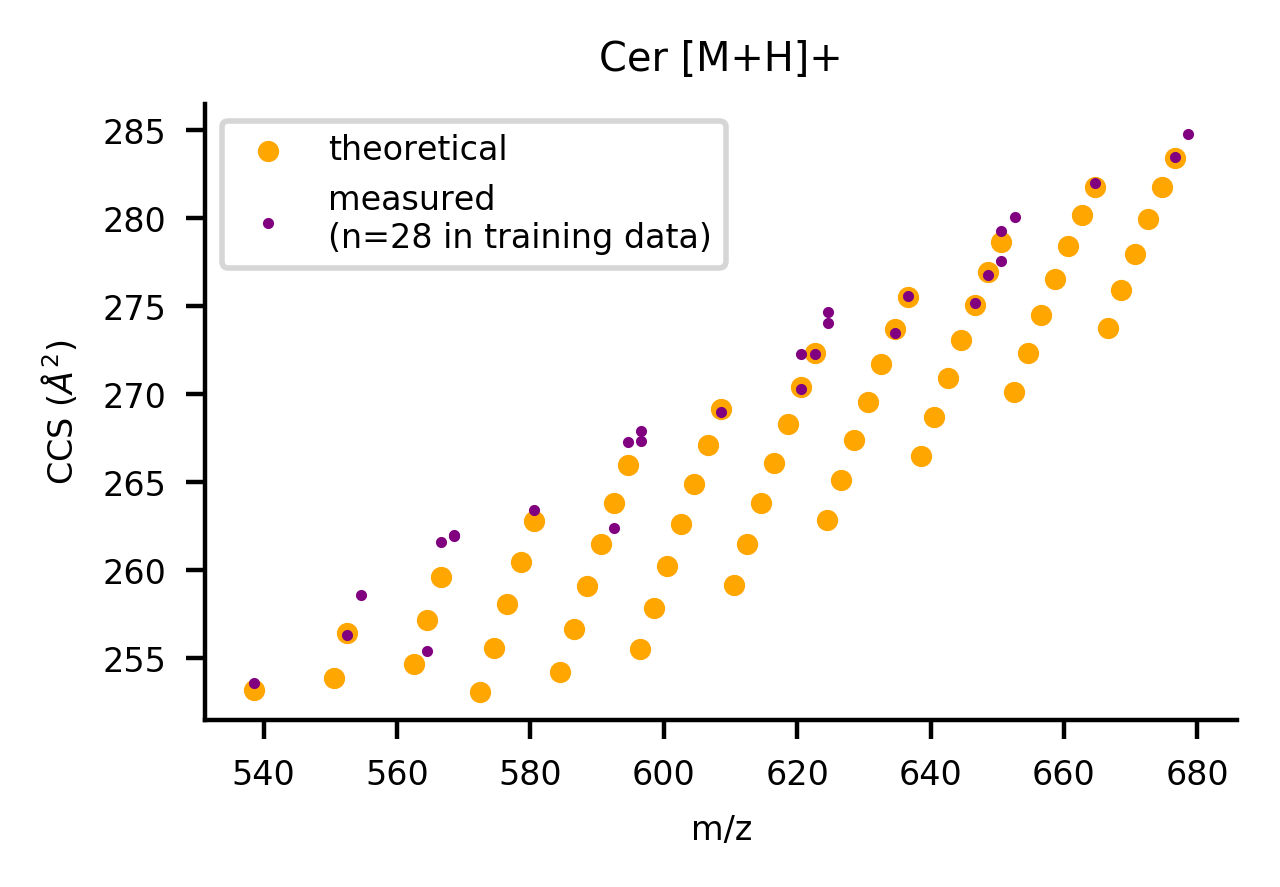 Cer [M+H]+
theoretical
measured
(n=28 in training data)
285
280
275
270
265
260
255
CCS (Å²)
540 560 580 600 620 640 660 680
m/z